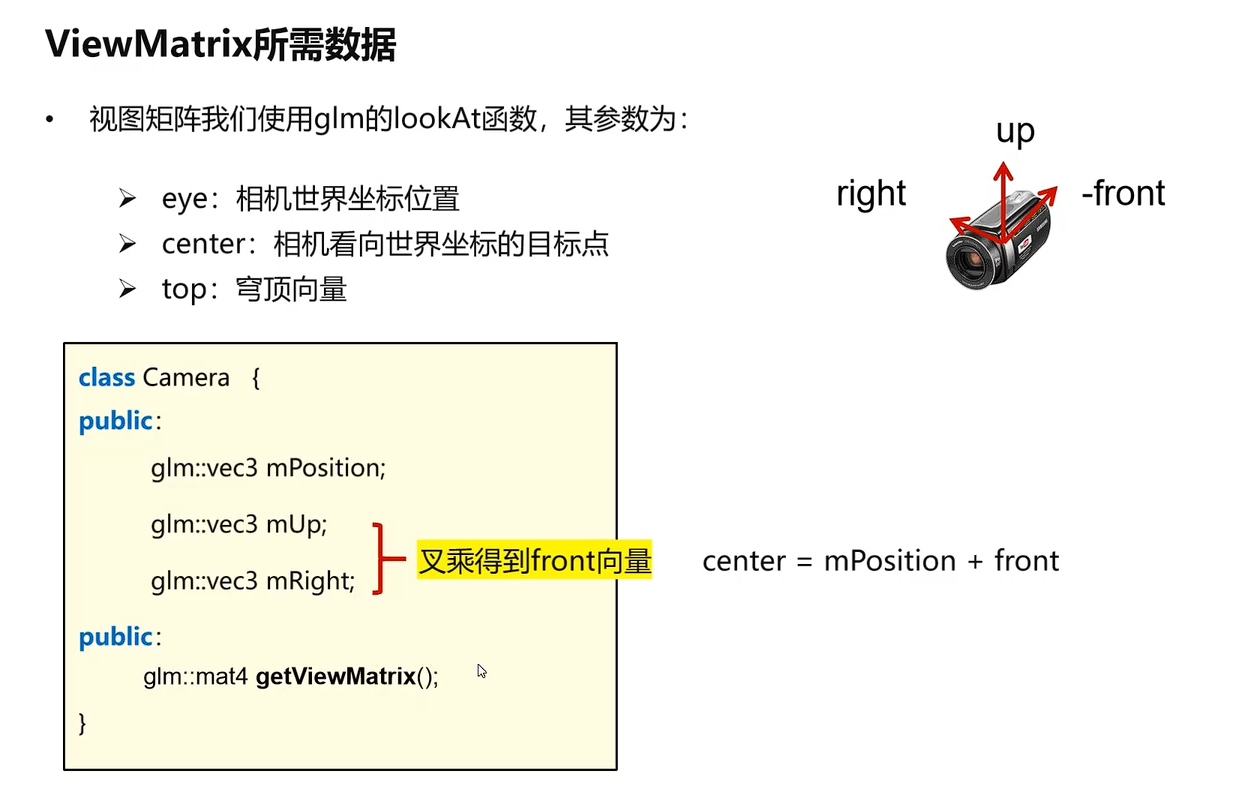 ViewMatrix所需数据
• 视图矩阵我们使用glm的lookAt函数，其参数为：
➢ eye：相机世界坐标位置
➢ center：相机看向世界坐标的目标点
➢ top：穹顶向量
up
right
-front
class Camera {
public：
glm::vec3 mPosition;
glm::vec3 mUp;
glm::vec3 mRight;
叉乘得到front向量
center = mPosition + front
public：
glm::mat4 getViewMatrix();
}